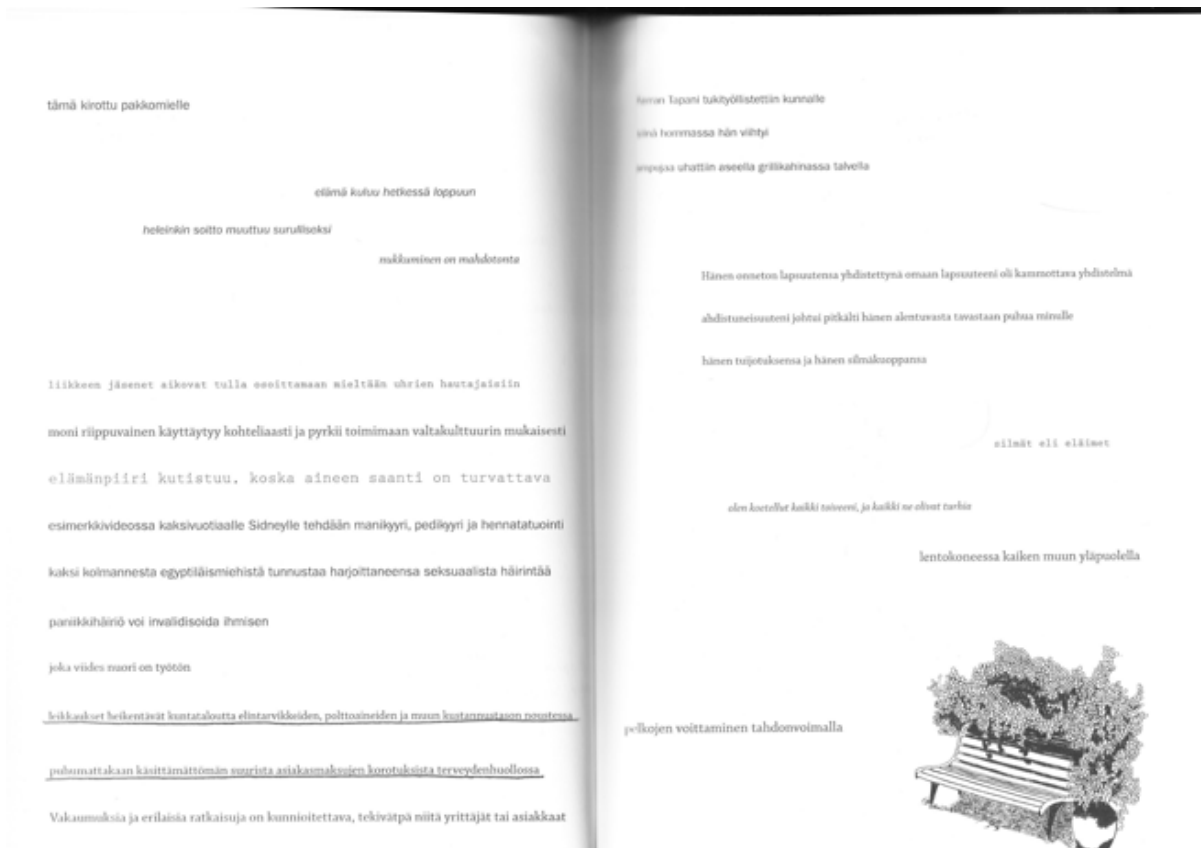 tämä kirottu pakkomielle
elämä kuluu hetkessä loppuun
heleinkin soitto muuttuu surulliseksi
nukkuminen on mahdotonta
liikkeen jäsenet aikovat tulla osoittamaan mieltään uhrien hautajaisiin
moni riippuvainen käyttäytyy kohteliaasti ja pyrkii toimimaan valtakulttuurin mukaisesti
elämänpiiri kutistuu, koska aineen saanti on turvattava
esimerkkivideossa kaksivuotiaalle Sidneylle tehdään manikyyri, pedikyyri ja hennatatuointi
kaksi kolmannesta egyptiläismiehistä tunnustaa harjoittaneensa seksuaalista häirintää
paniikkihäiriö voi invalidisoida ihmisen
joka viides nuori on työtön
leikkaukset heikentävät kuntataloutta elintarvikkeiden, polttoaineiden ja muun kustannustason noustessa
puhumattakaan käsittämättömän suurista asiakasmaksujen korotuksista terveydenhuollossa
Vakaumuksia ja erilaisia ratkaisuja on kunnioitettava, tekivätpä niitä yrittäjät tai asiakkaat
Tapani tukityöllistettiin kunnalle
siinä hommassa hän viihtyi
ampujaa uhattiin aseella grillikahinassa talvella
Hänen onneton lapsuutensa yhdistettynä omaan lapsuuteeni oli kammottava yhdistelmä
ahdistuneisuuteni johtui pitkälti hänen alentuvasta tavastaan puhua minulle
hänen tuijotuksensa ja hänen silmäkuoppansa
silmät eli eläimet
olen koetellut kaikki toiveeni, ja kaikki ne olivat turhia
lentokoneessa kaiken muun yläpuolella
pelkojen voittaminen tahdonvoimalla